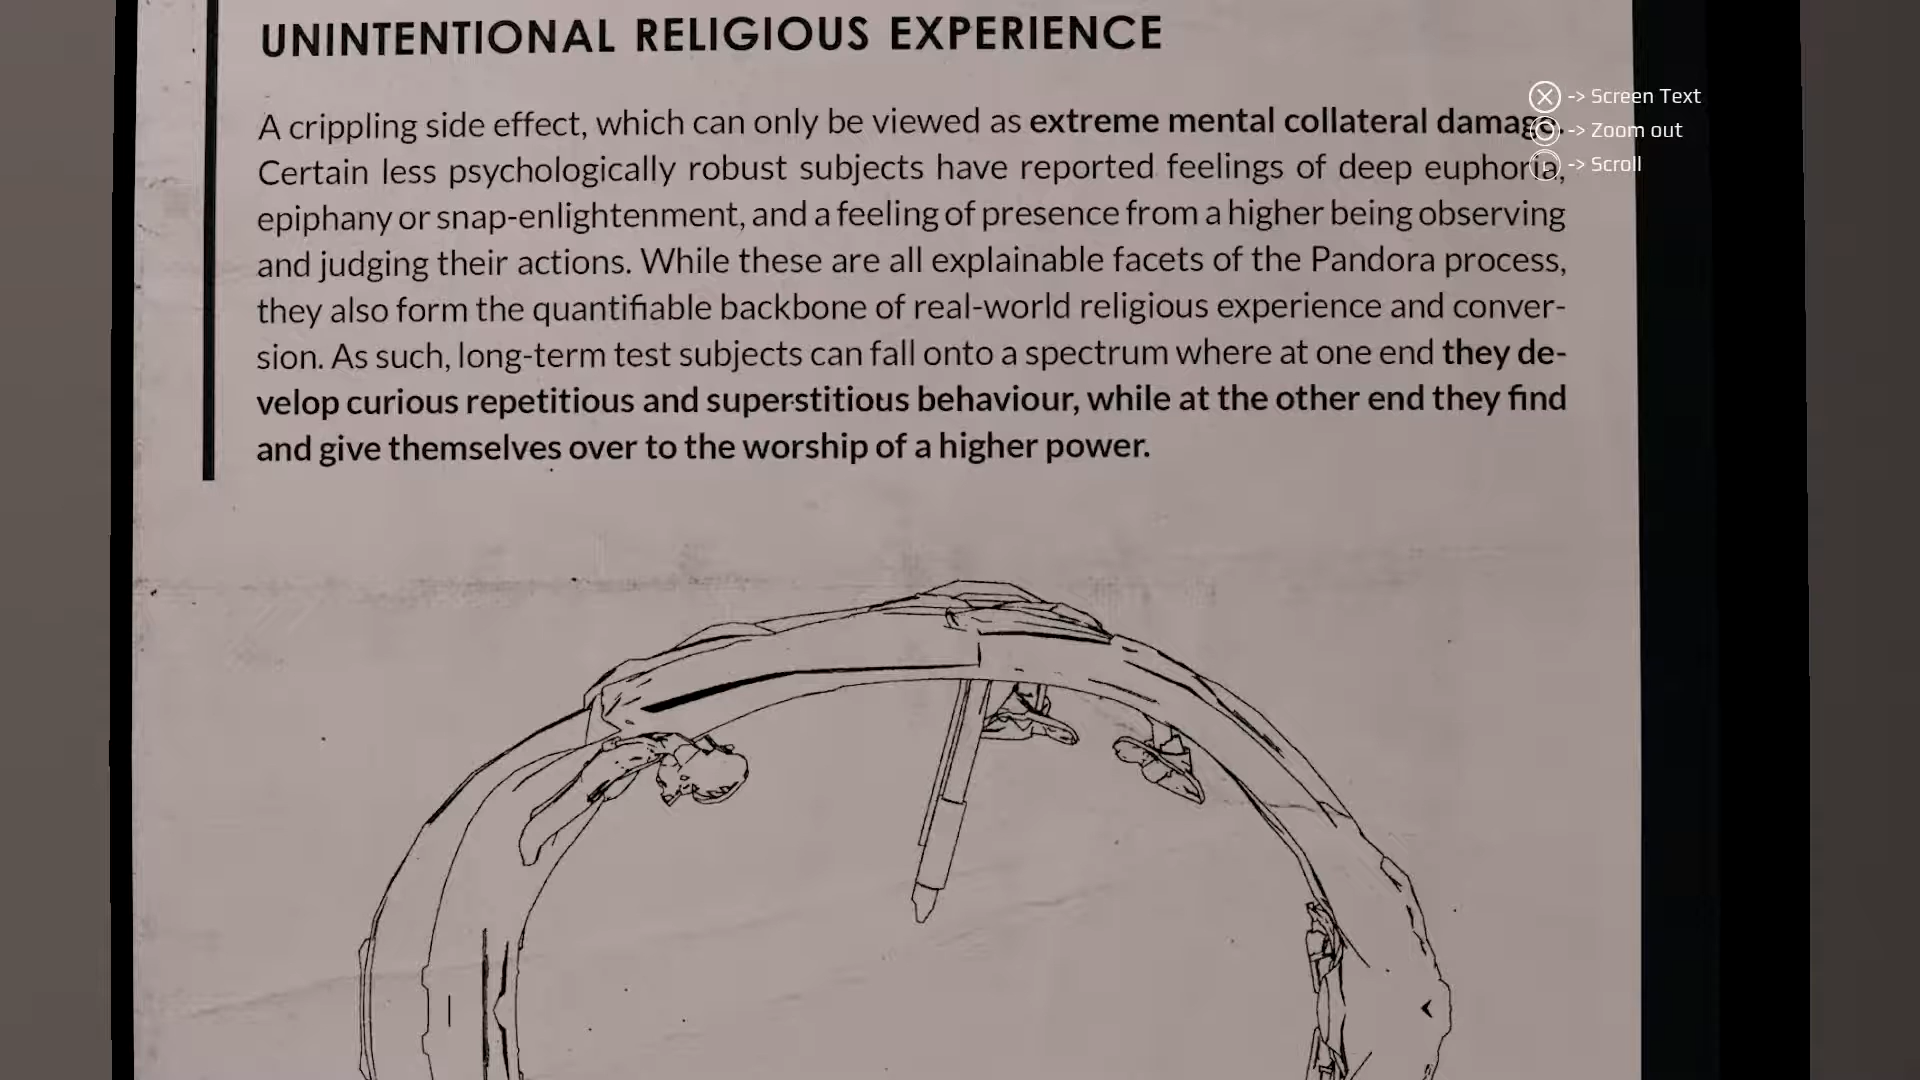 UNINTENTIONAL RELIGIOUS EXPERIENCE
A crippling side effect, which can only be viewed as extreme mental collateral damage.
Certain less psychologically robust subjects have reported feelings of deep euphoria,
epiphany or snap-enlightenment, and a feeling of presence from a higher being observing
and judging their actions. While these are all explainable facets of the Pandora process,
they also form the quantifiable backbone of real-world religious experience and conver-
sion. As such, long-term test subjects can fall onto a spectrum where at one end they de-
velop curious repetitious and superstitious behaviour, while at the other end they find
and give themselves over to the worship of a higher power.
-> Screen Text
-> Zoom out
L -> Scroll